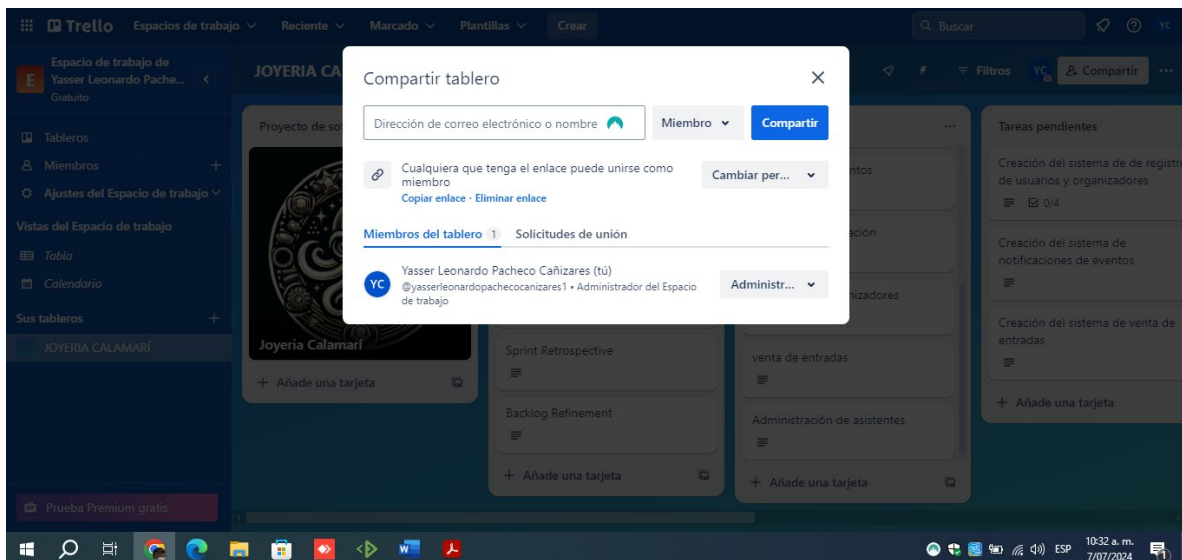 Trello
Espacios de trabajo
Reciente
Marcado
Plantillas
Crear
Buscar
YC
E
Espacio de trabajo de
Yasser Leonardo Pache...
Gratuito
Tableros
Miembros
Ajustes del Espacio de trabajo
Vistas del Espacio de trabajo
Tabla
Calendario
Sus tableros
JOYERIA CALAMARÍ
Prueba Premium gratis
JOYERIA CA
Filtros
YC
Compartir
Compartir tablero
Dirección de correo electrónico o nombre
Miembro
Compartir
Cualquiera que tenga el enlace puede unirse como
miembro
Copiar enlace · Eliminar enlace
Cambiar per...
Miembros del tablero 1
Solicitudes de unión
YC
Yasser Leonardo Pacheco Cañizares (tú)
@yasserleonardopachecocanizares1 • Administrador del Espacio
de trabajo
Administr...
Proyecto de so
Joyeria Calamarí
+ Añade una tarjeta
Sprint Retrospective
Backlog Refinement
+ Añade una tarjeta
ntos
ación
nizadores
venta de entradas
Administración de asistentes
+ Añade una tarjeta
Tareas pendientes
Creación del sistema de de registr
de usuarios y organizadores
0/4
Creación del sistema de
notificaciones de eventos
Creación del sistema de venta de
entradas
+ Añade una tarjeta
ESP
10:32 a. m.
7/07/2024